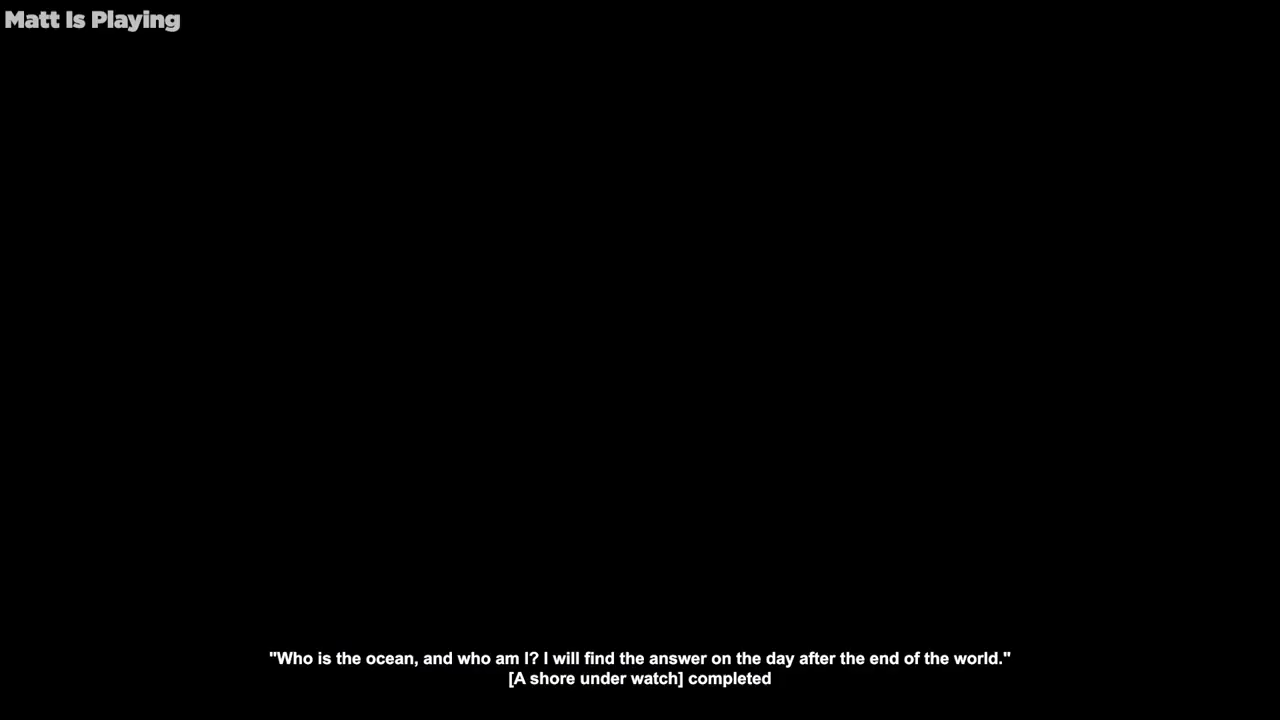 Matt Is Playing
"Who is the ocean, and who am I? I will find the answer on the day after the end of the world."
[A shore under watch] completed